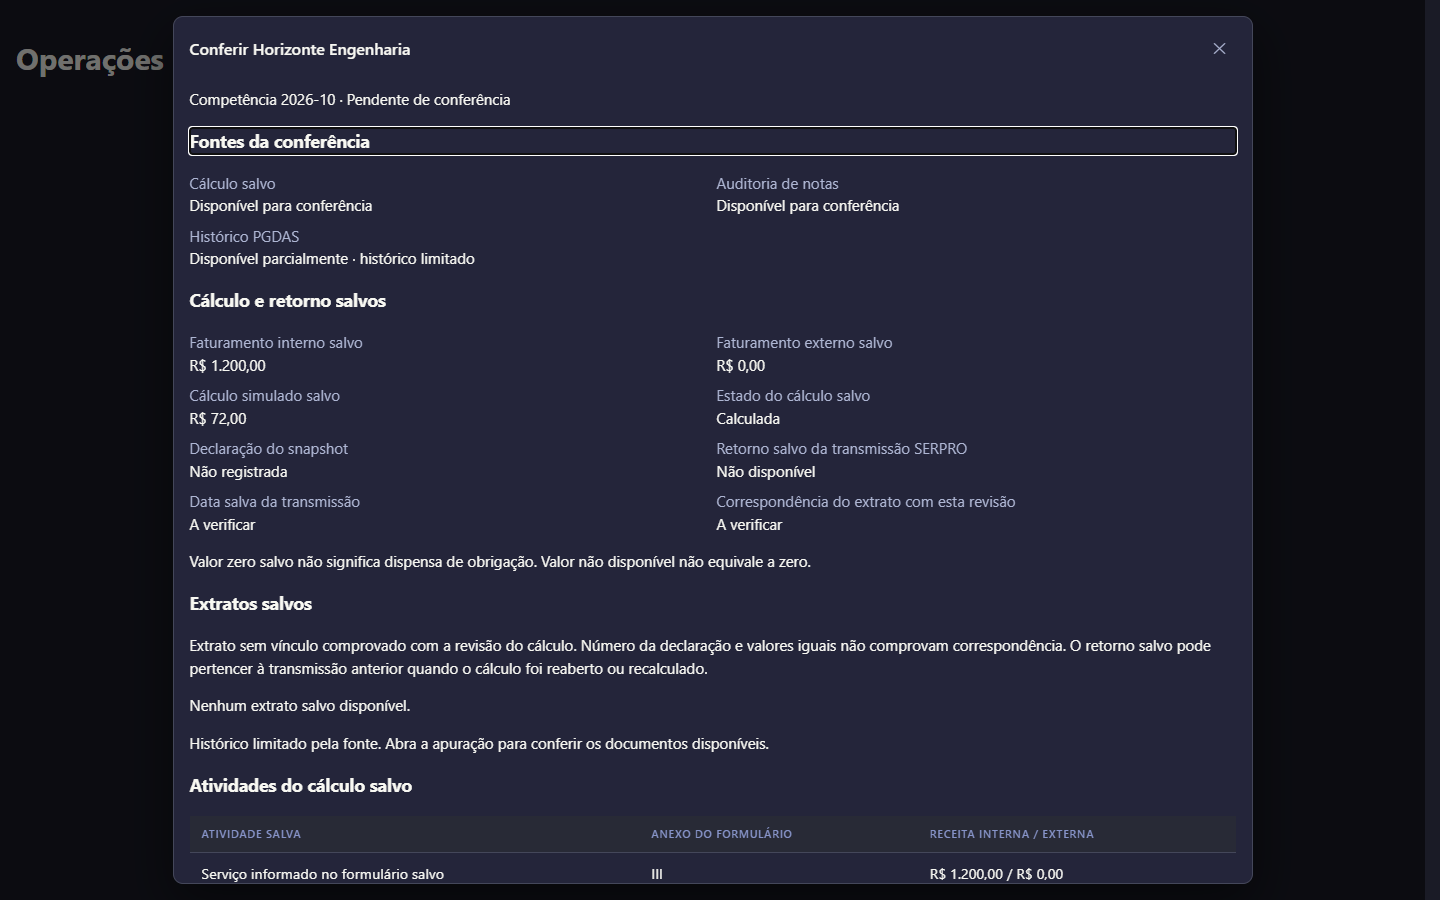 Operações
Conferir Horizonte Engenharia
Competência 2026-10 · Pendente de conferência
Fontes da conferência
Cálculo salvo
Disponível para conferência
Auditoria de notas
Disponível para conferência
Histórico PGDAS
Disponível parcialmente · histórico limitado
Cálculo e retorno salvos
Faturamento interno salvo
R$ 1.200,00
Faturamento externo salvo
R$ 0,00
Cálculo simulado salvo
R$ 72,00
Estado do cálculo salvo
Calculada
Declaração do snapshot
Não registrada
Retorno salvo da transmissão SERPRO
Não disponível
Data salva da transmissão
A verificar
Correspondência do extrato com esta revisão
A verificar
Valor zero salvo não significa dispensa de obrigação. Valor não disponível não equivale a zero.
Extratos salvos
Extrato sem vínculo comprovado com a revisão do cálculo. Número da declaração e valores iguais não comprovam correspondência. O retorno salvo pode
pertencer à transmissão anterior quando o cálculo foi reaberto ou recalculado.
Nenhum extrato salvo disponível.
Histórico limitado pela fonte. Abra a apuração para conferir os documentos disponíveis.
Atividades do cálculo salvo
ATIVIDADE SALVA ANEXO DO FORMULÁRIO RECEITA INTERNA / EXTERNA
Serviço informado no formulário salvo III R$ 1.200,00 / R$ 0,00